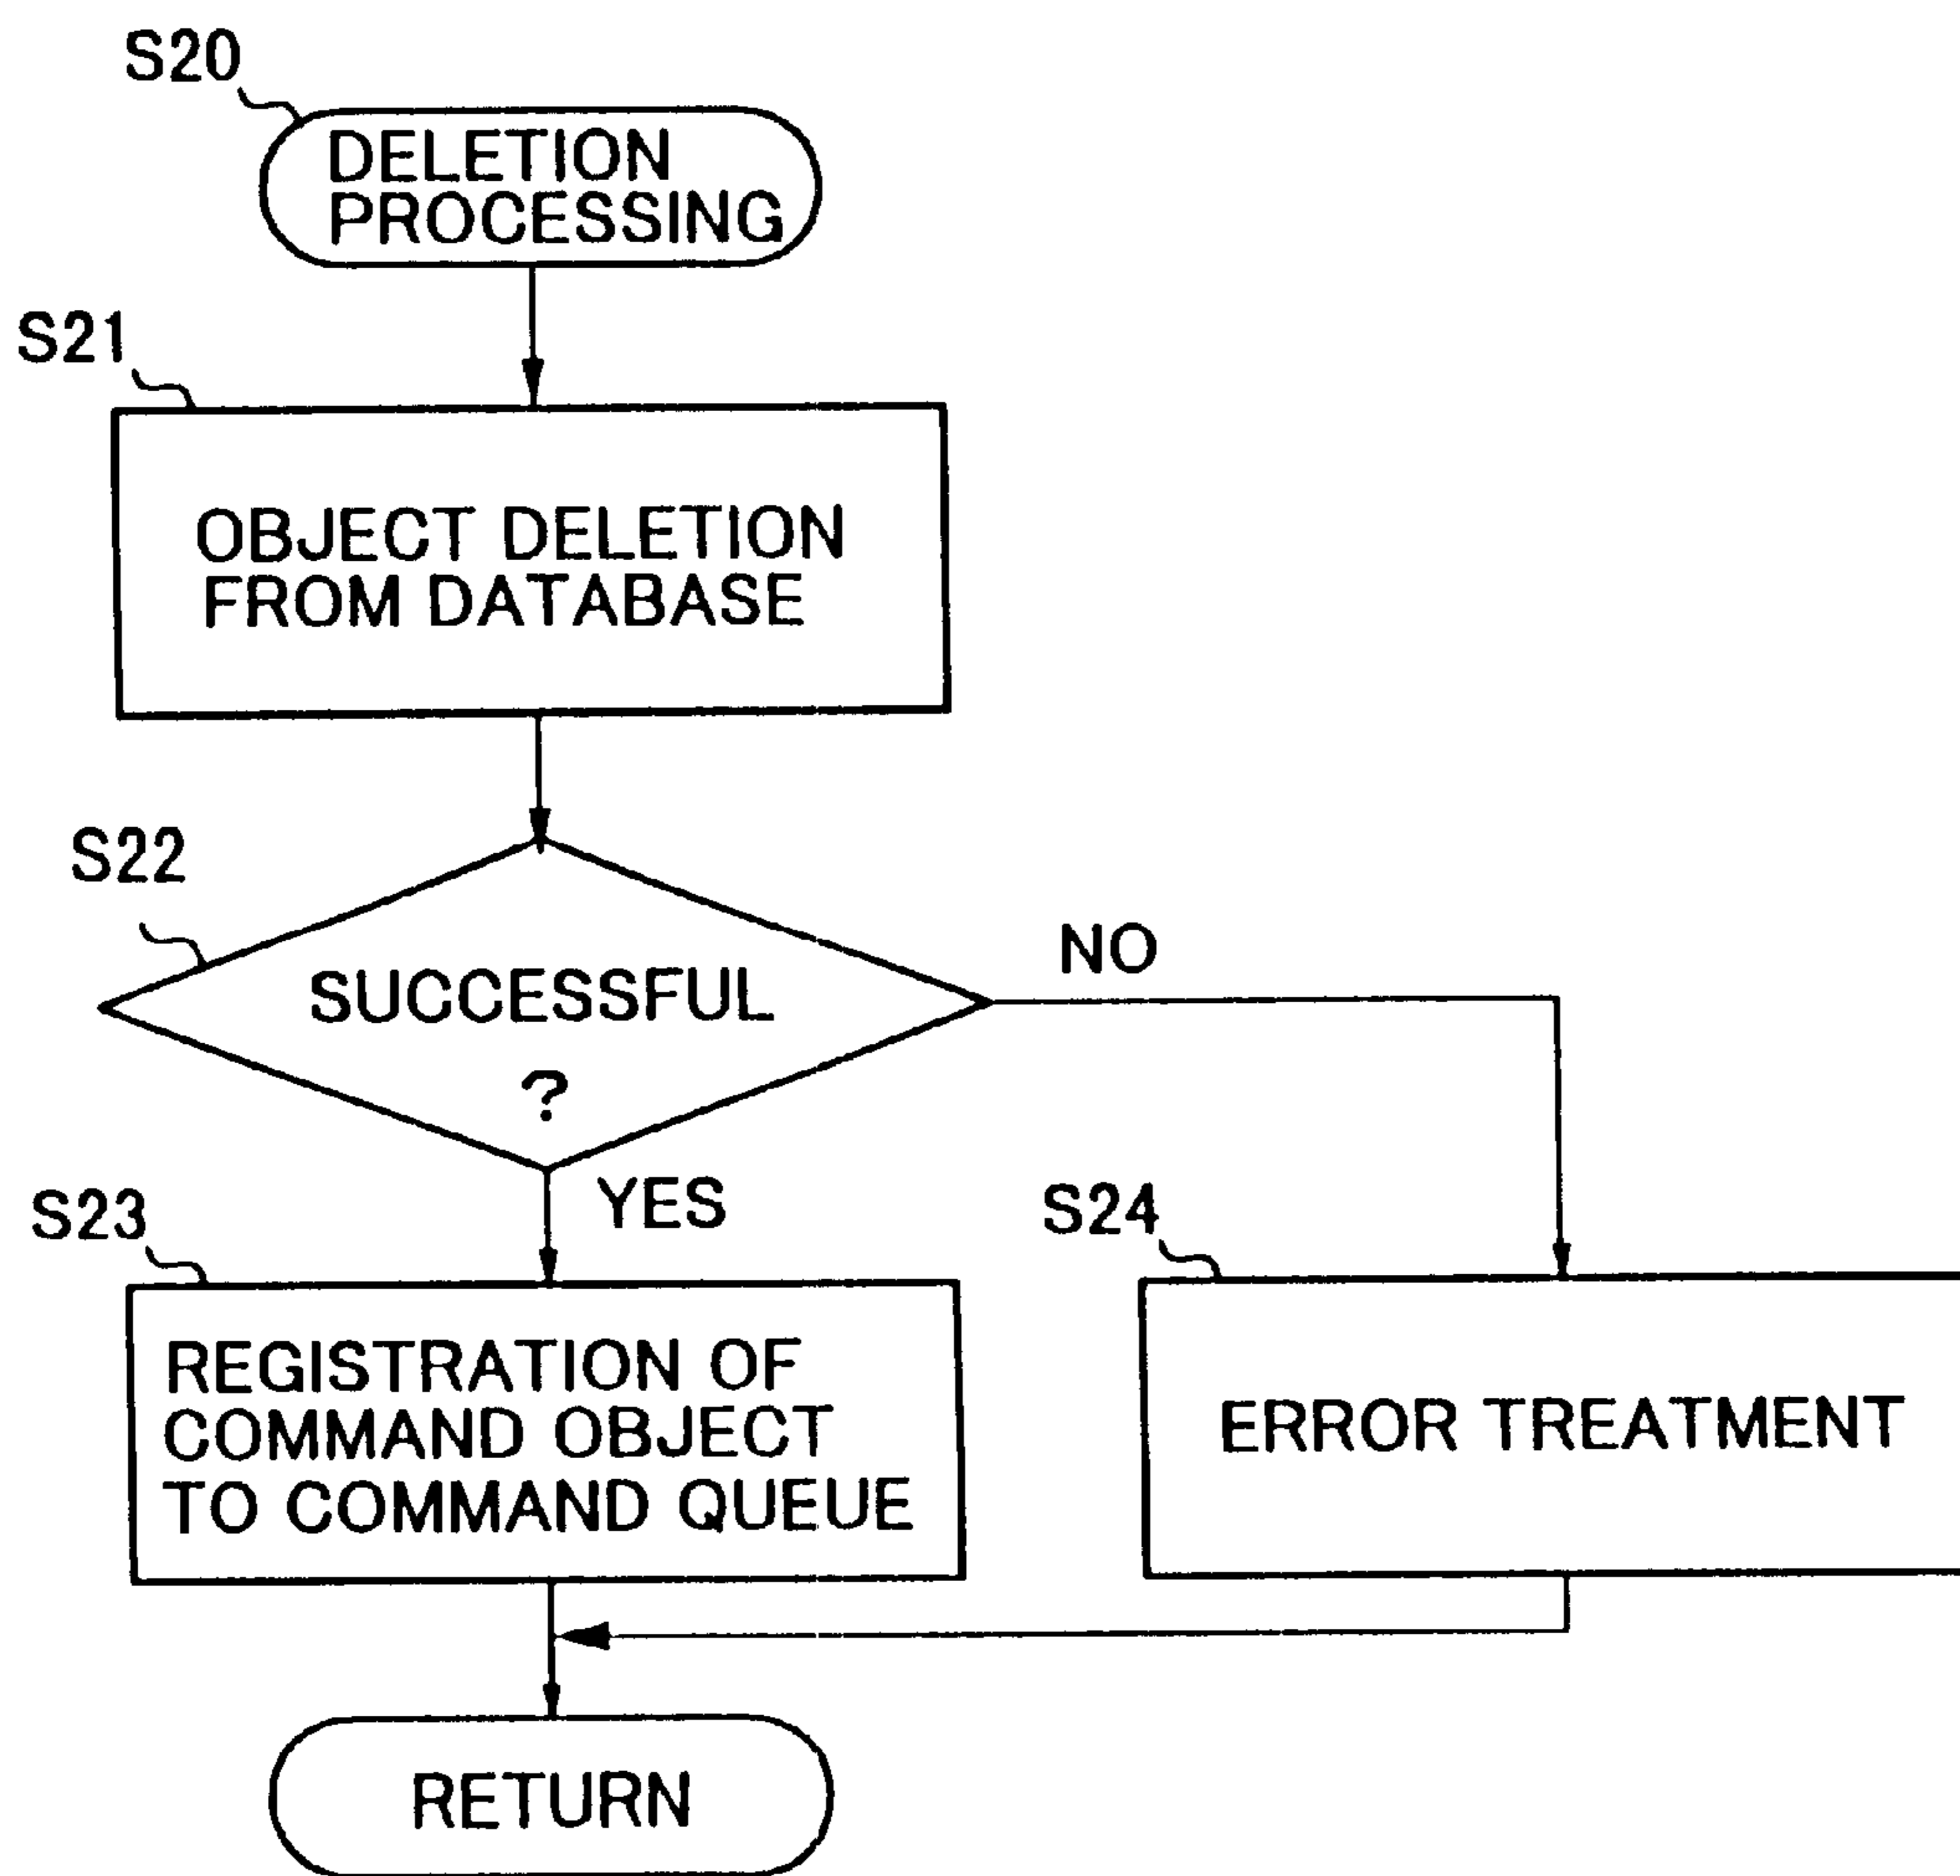 S20
DELETION
PROCESSING
S21
OBJECT DELETION
FROM DATABASE
S22
SUCCESSFUL
?
NO
YES
S23
REGISTRATION OF
COMMAND OBJECT
TO COMMAND QUEUE
S24
ERROR TREATMENT
RETURN